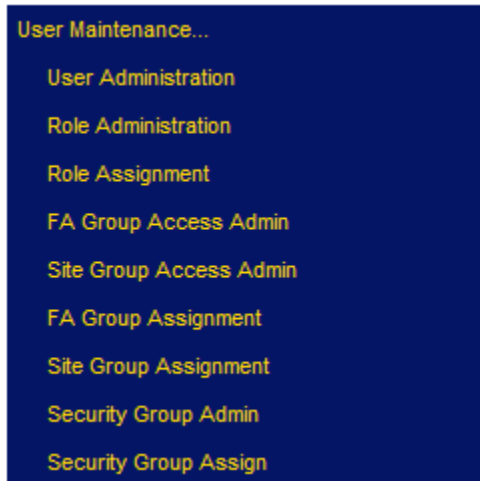 User Maintenance...
User Administration
Role Administration
Role Assignment
FA Group Access Admin
Site Group Access Admin
FA Group Assignment
Site Group Assignment
Security Group Admin
Security Group Assign